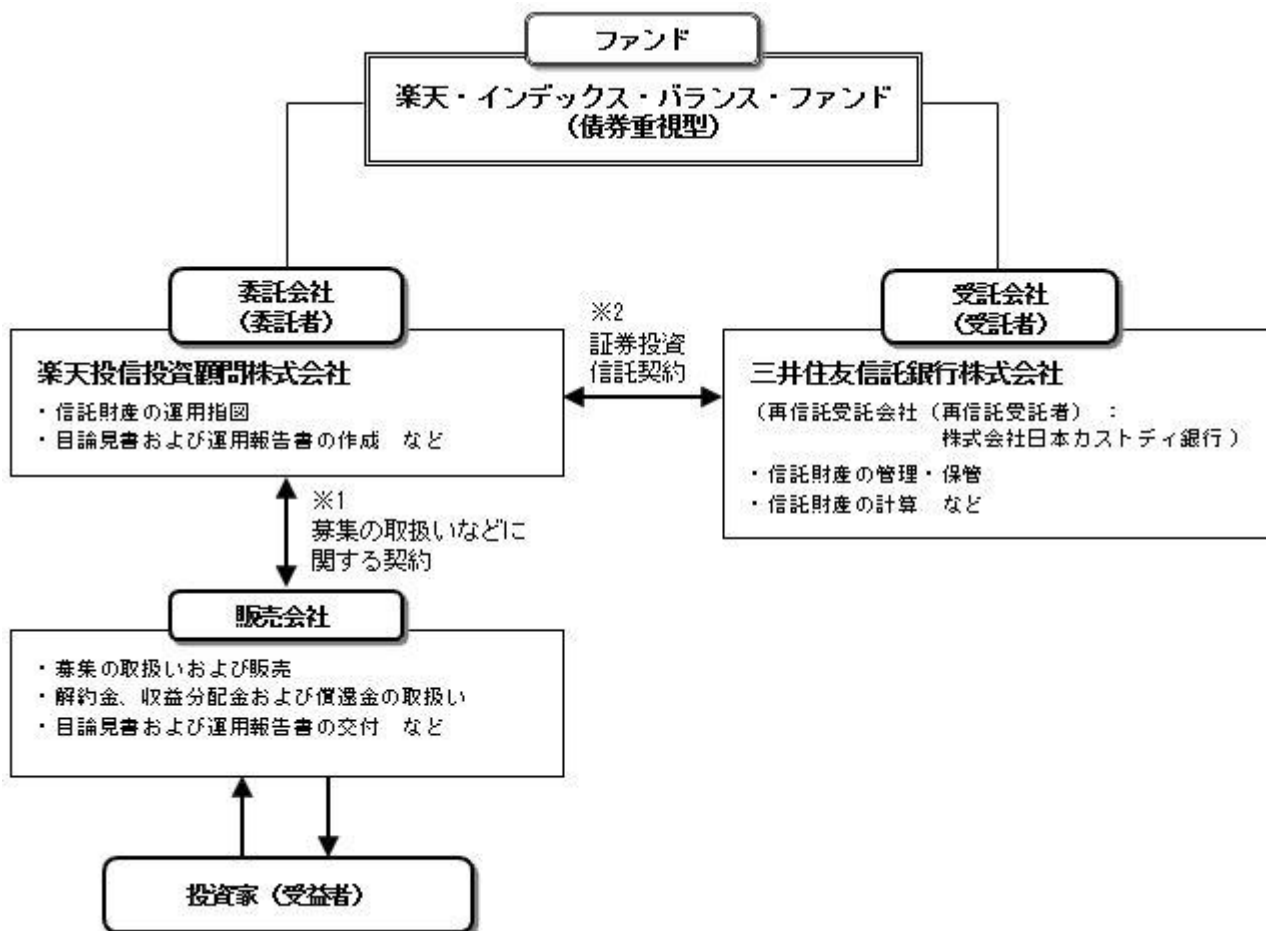 ファンド
楽天・インデックス・バランス・ファンド
（債券重視型）
委託会社
（委託者）
楽天投信投資顧問株式会社
・信託財産の運用指図
・目論見書および運用報告書の作成　など
※2
証券投資
信託契約
受託会社
（受託者）
三井住友信託銀行株式会社
（再信託受託会社（再信託受託者）　：
株式会社日本カストディ銀行）
・信託財産の管理・保管
・信託財産の計算　など
※1
募集の取扱いなどに
関する契約
販売会社
・募集の取扱いおよび販売
・解約金、収益分配金および償還金の取扱い
・目論見書および運用報告書の交付　など
投資家（受益者）